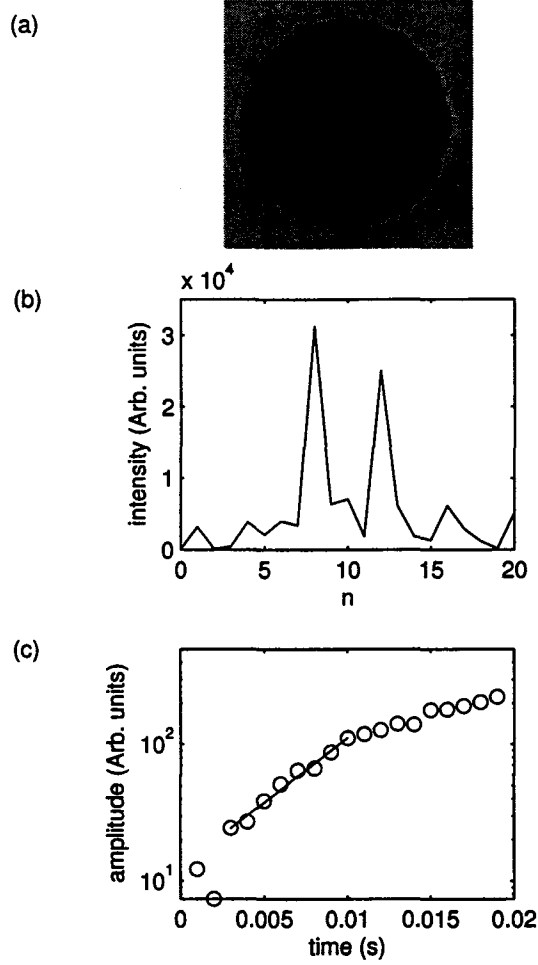 (a)
(b)
x 10^4
intensity (Arb. units)
3
2
1
0
0 5 10 15 20
n
(c)
amplitude (Arb. units)
10^2
10^1
0 0.005 0.01 0.015 0.02
time (s)